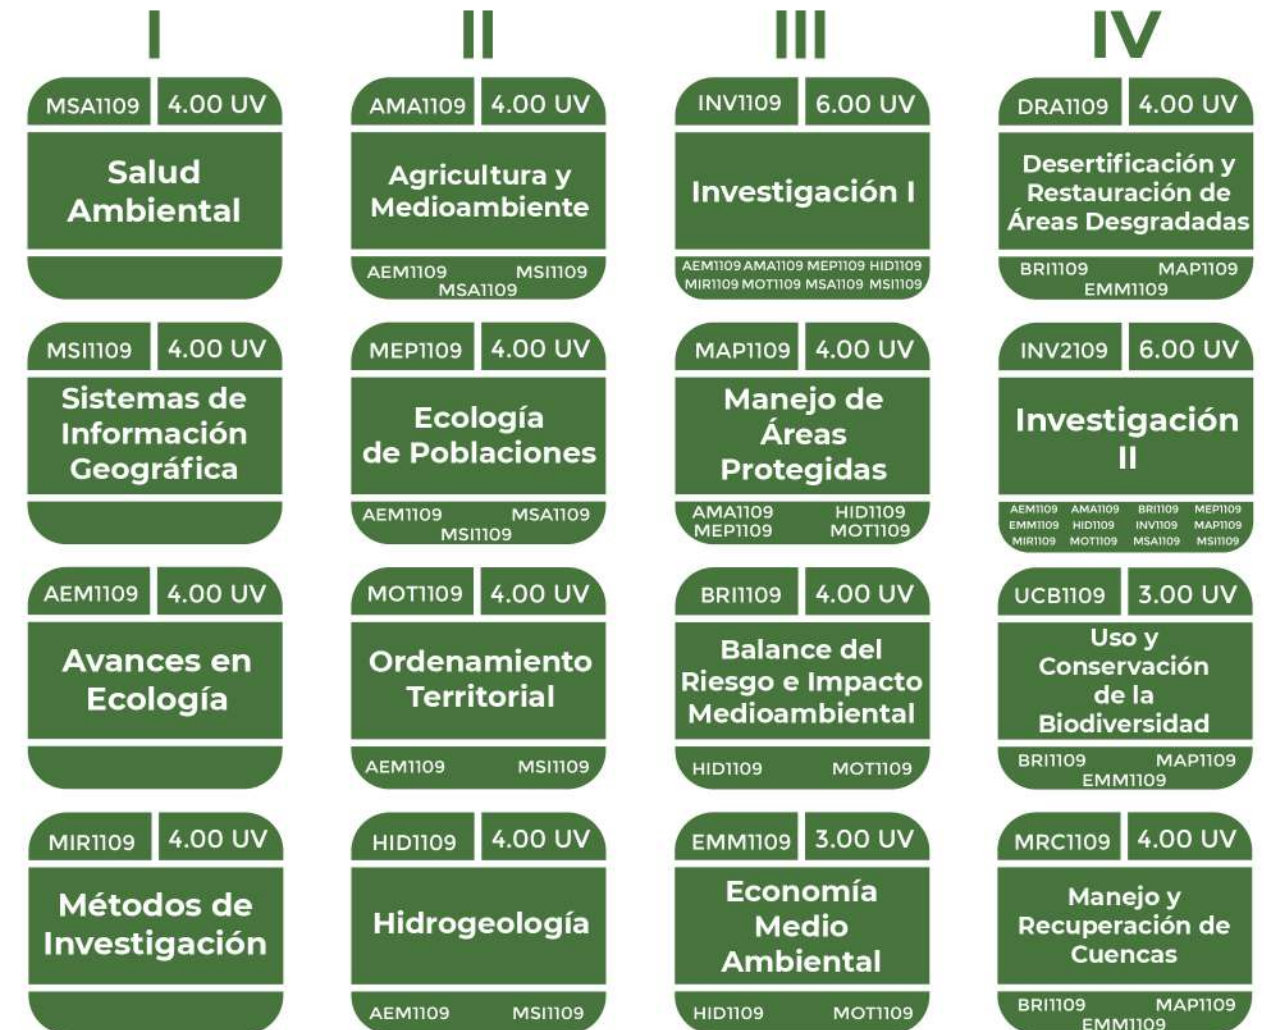 I
II
III
IV
MSA1109 4.00 UV
Salud
Ambiental
AMA1109 4.00 UV
Agricultura y
Medioambiente
AEM1109 MSI1109
MSA1109
INV1109 6.00 UV
Investigación I
AEM1109 AMA1109 MEP1109 HID1109
MIR1109 MOT1109 MSA1109 MSI1109
DRA1109 4.00 UV
Desertificación y
Restauración de
Áreas Desgradadas
BRI1109 MAP1109
EMM1109
MSI1109 4.00 UV
Sistemas de
Información
Geográfica
MEP1109 4.00 UV
Ecología
de Poblaciones
AEM1109 MSA1109
MSI1109
MAP1109 4.00 UV
Manejo de
Áreas
Protegidas
AMA1109 HID1109
MEP1109 MOT1109
INV2109 6.00 UV
Investigación
II
AEM1109 AMA1109 BRI1109 MEP1109
EMM1109 HID1109 INV1109 MAP1109
MIR1109 MOT1109 MSA1109 MSI1109
AEM1109 4.00 UV
Avances en
Ecología
MOT1109 4.00 UV
Ordenamiento
Territorial
AEM1109 MSI1109
BRI1109 4.00 UV
Balance del
Riesgo e Impacto
Medioambiental
HID1109 MOT1109
UCB1109 3.00 UV
Uso y
Conservación
de la
Biodiversidad
BRI1109 MAP1109
EMM1109
MIR1109 4.00 UV
Métodos de
Investigación
HID1109 4.00 UV
Hidrogeología
AEM1109 MSI1109
EMM1109 3.00 UV
Economía
Medio
Ambiental
HID1109 MOT1109
MRC1109 4.00 UV
Manejo y
Recuperación de
Cuencas
BRI1109 MAP1109
EMM1109